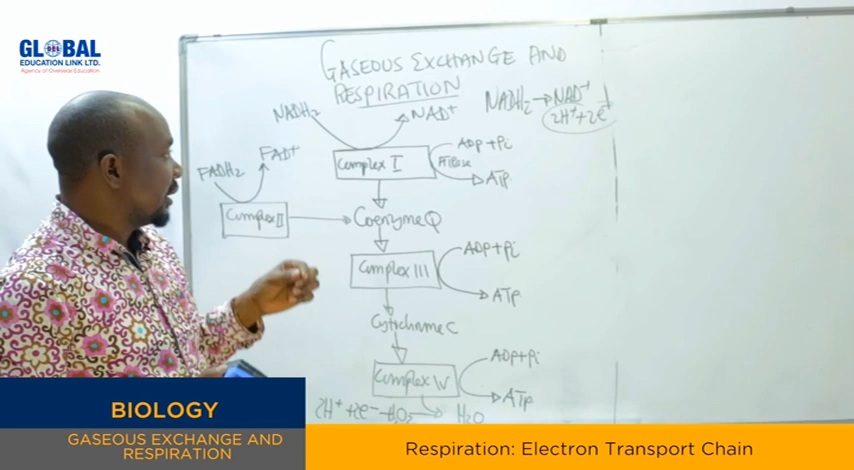 GLOBAL
EDUCATION LINK LTD.
Agency of Overseas Education
GASEOUS EXCHANGE AND
RESPIRATION
NADH2
NAD+
NADH2 → NAD+
2H+ + 2e-
FADH2
FAD+
Complex I
ADP+Pi
ATPase
ATP
Complex II
Coenzyme Q
Complex III
ADP+Pi
ATP
Cytochrome C
Complex IV
ADP+Pi
ATP
2H+ + 2e- + O2 → H2O
BIOLOGY
GASEOUS EXCHANGE AND
RESPIRATION
Respiration: Electron Transport Chain